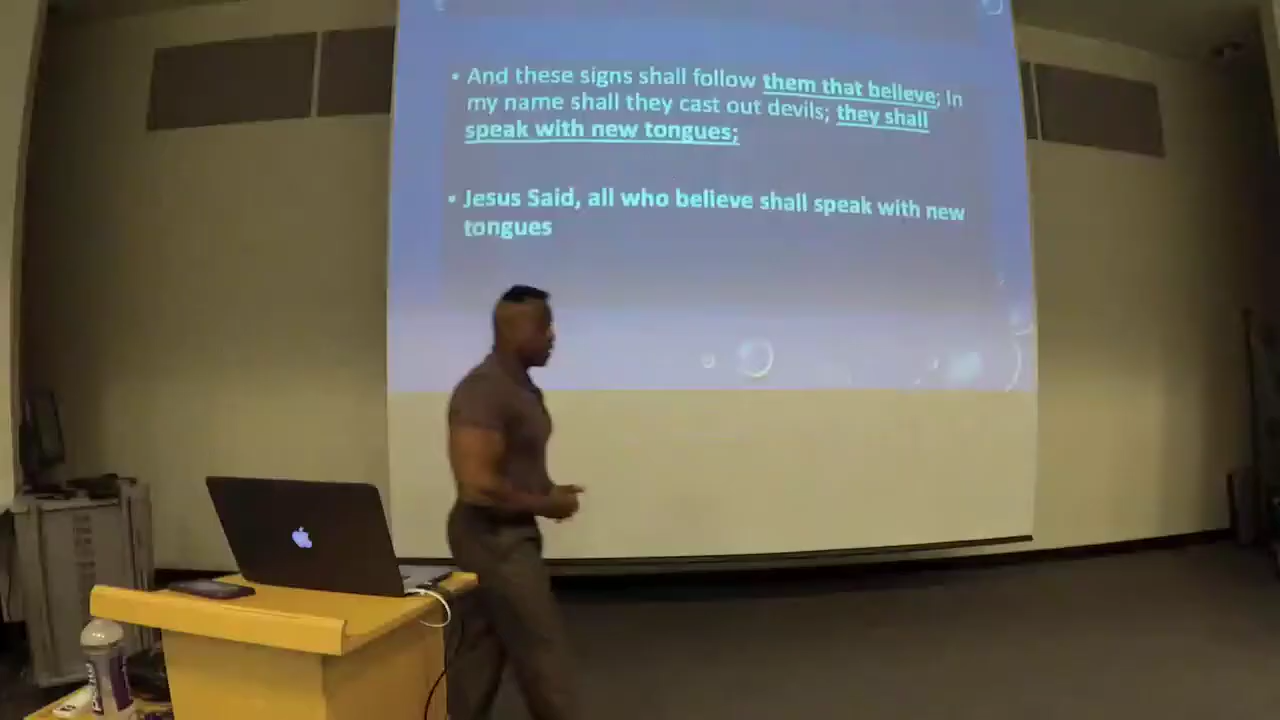 • And these signs shall follow them that believe; In
my name shall they cast out devils; they shall
speak with new tongues;
• Jesus Said, all who believe shall speak with new
tongues